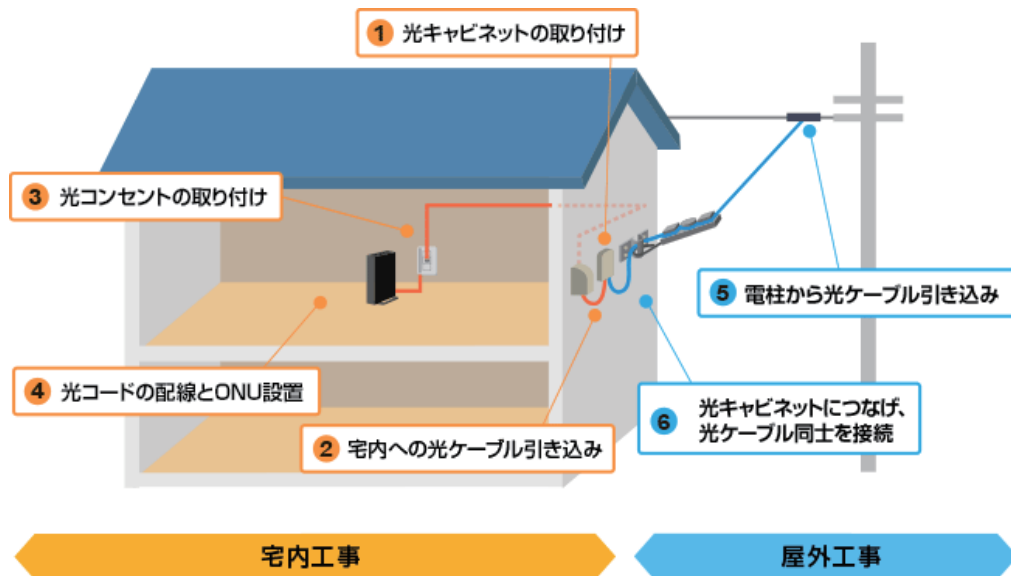 1 光キャビネットの取り付け
3 光コンセントの取り付け
5 電柱から光ケーブル引き込み
4 光コードの配線とONU設置
2 宅内への光ケーブル引き込み
6 光キャビネットにつなげ、
光ケーブル同士を接続
宅内工事
屋外工事